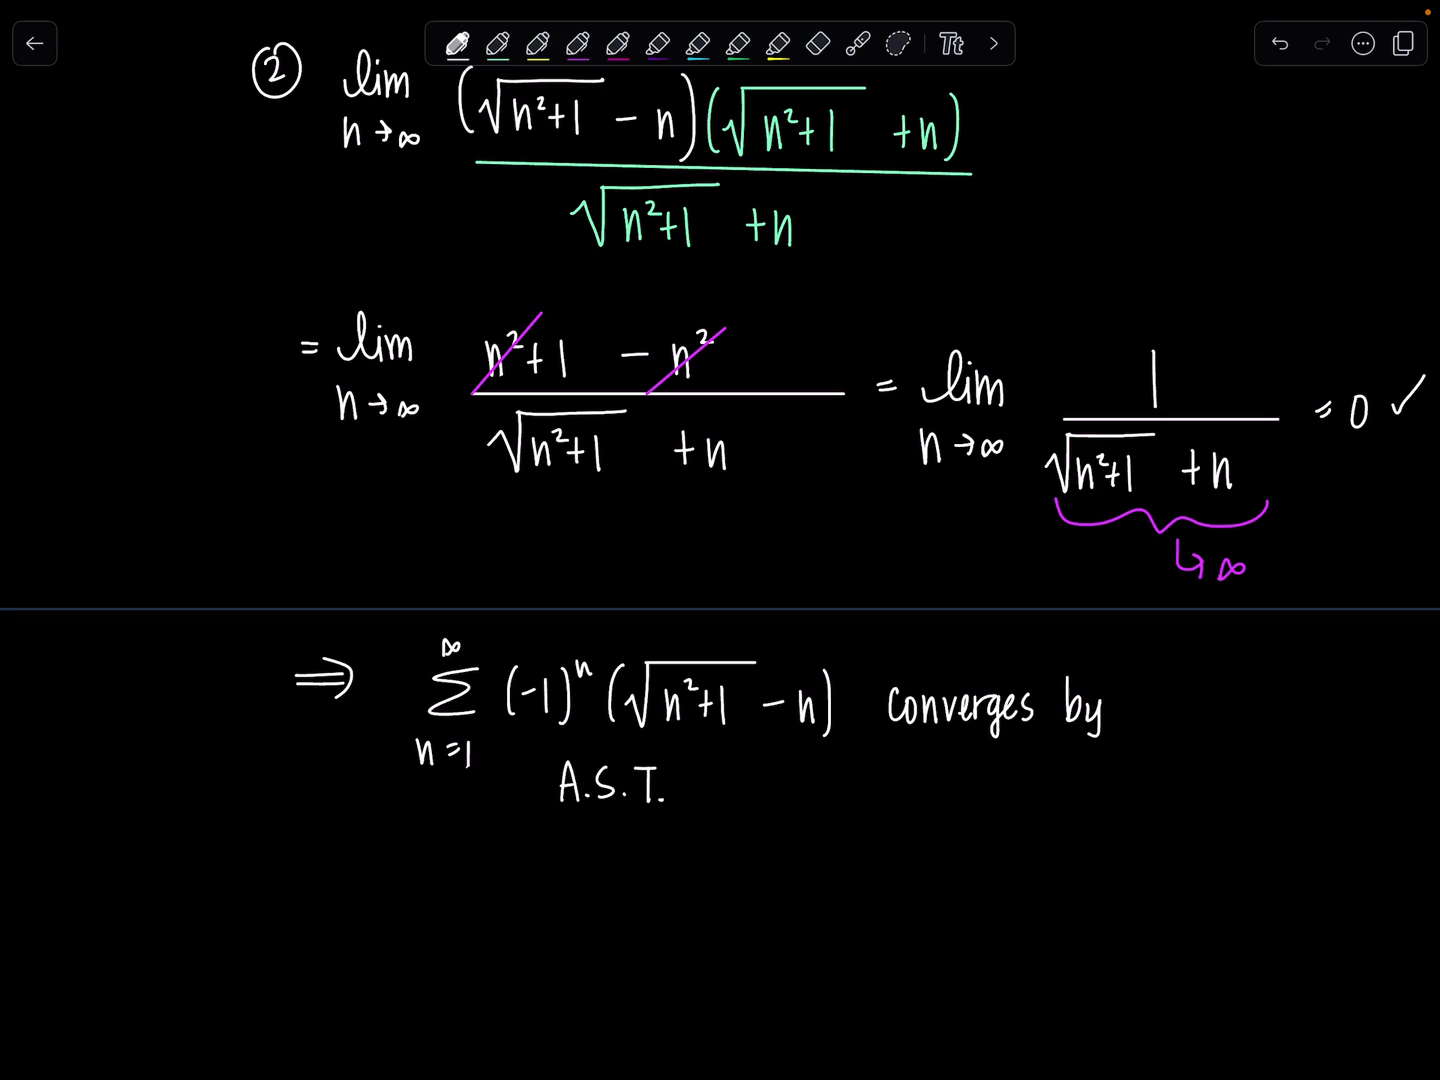 Tt
② lim n→∞ (√(n²+1) - n)(√(n²+1) + n) / (√(n²+1) + n)
= lim n→∞ (n²+1 - n²) / (√(n²+1) + n) = lim n→∞ 1 / (√(n²+1) + n) = 0 ✓
↳ ∞
⇒ ∞ Σ n=1 (-1)ⁿ (√(n²+1) - n) converges by
A.S.T.